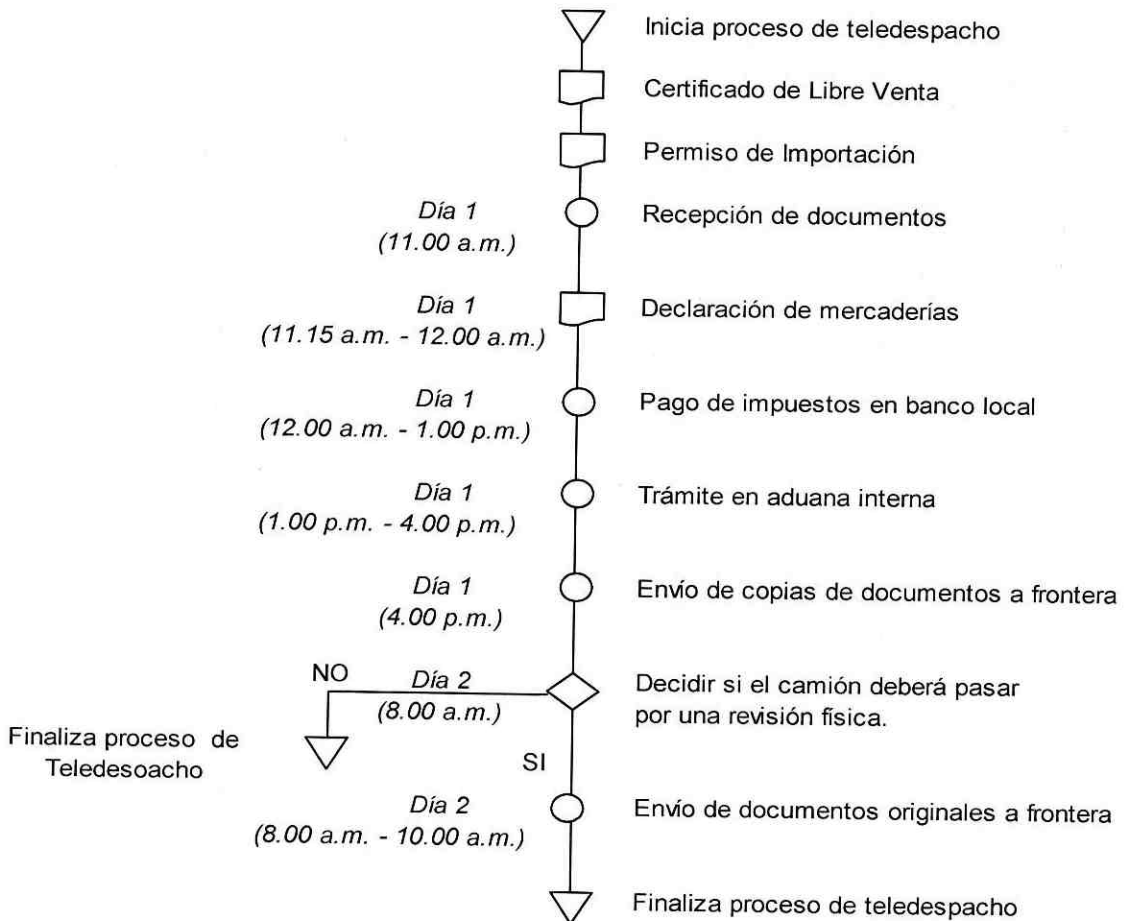 Inicia proceso de teledespacho
Certificado de Libre Venta
Permiso de Importación
Día 1
(11.00 a.m.)
Recepción de documentos
Día 1
(11.15 a.m. - 12.00 a.m.)
Declaración de mercaderías
Día 1
(12.00 a.m. - 1.00 p.m.)
Pago de impuestos en banco local
Día 1
(1.00 p.m. - 4.00 p.m.)
Trámite en aduana interna
Día 1
(4.00 p.m.)
Envío de copias de documentos a frontera
NO
Día 2
(8.00 a.m.)
Decidir si el camión deberá pasar
por una revisión física.
Finaliza proceso de
Teledesoacho
SI
Día 2
(8.00 a.m. - 10.00 a.m.)
Envío de documentos originales a frontera
Finaliza proceso de teledespacho